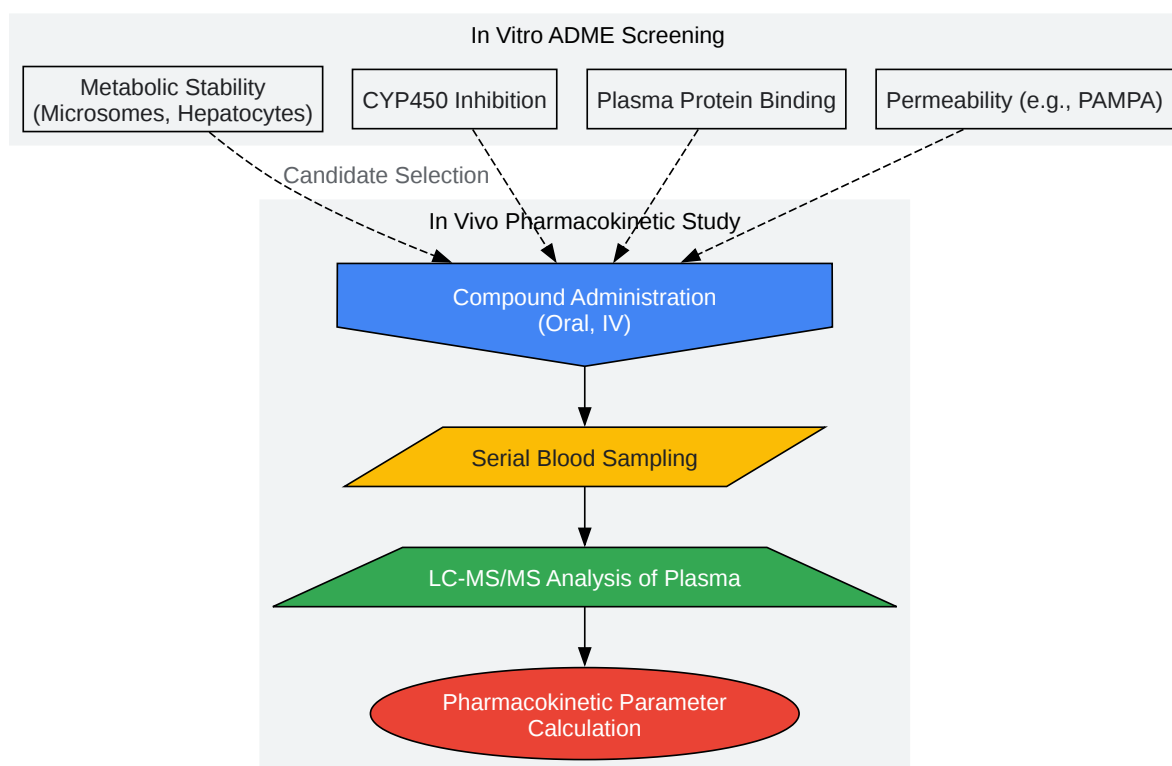 In Vitro ADME Screening
Metabolic Stability
(Microsomes, Hepatocytes)
CYP450 Inhibition
Plasma Protein Binding
Permeability (e.g., PAMPA)
Candidate Selection
In Vivo Pharmacokinetic Study
Compound Administration
(Oral, IV)
Serial Blood Sampling
LC-MS/MS Analysis of Plasma
Pharmacokinetic Parameter
Calculation